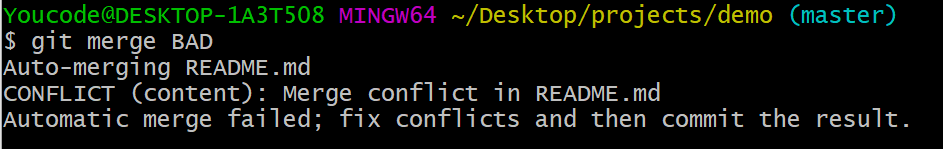 Youcode@DESKTOP-1A3T508 MINGW64 ~/Desktop/projects/demo (master)
$ git merge BAD
Auto-merging README.md
CONFLICT (content): Merge conflict in README.md
Automatic merge failed; fix conflicts and then commit the result.